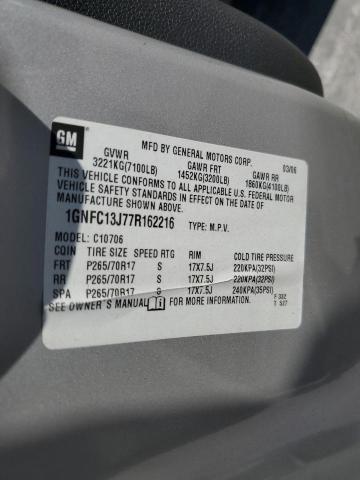 GM
MFD BY GENERAL MOTORS CORP. 03/06
GVWR GAWR FRT GAWR RR
3221KG(7100LB) 1452KG(3200LB) 1860KG(4100LB)
THIS VEHICLE CONFORMS TO ALL APPLICABLE U.S. FEDERAL MOTOR
VEHICLE SAFETY STANDARDS IN EFFECT ON THE DATE OF
MANUFACTURE SHOWN ABOVE.
1GNFC13J77R162216 TYPE: M.P.V.
MODEL: C10706
CQIN TIRE SIZE SPEED RTG RIM COLD TIRE PRESSURE
FRT P265/70R17 S 17X7.5J 220KPA(32PSI)
RR P265/70R17 S 17X7.5J 220KPA(32PSI)
SPA P265/70R17 S 17X7.5J 240KPA(35PSI)
SEE OWNER'S MANUAL FOR MORE INFORMATION.